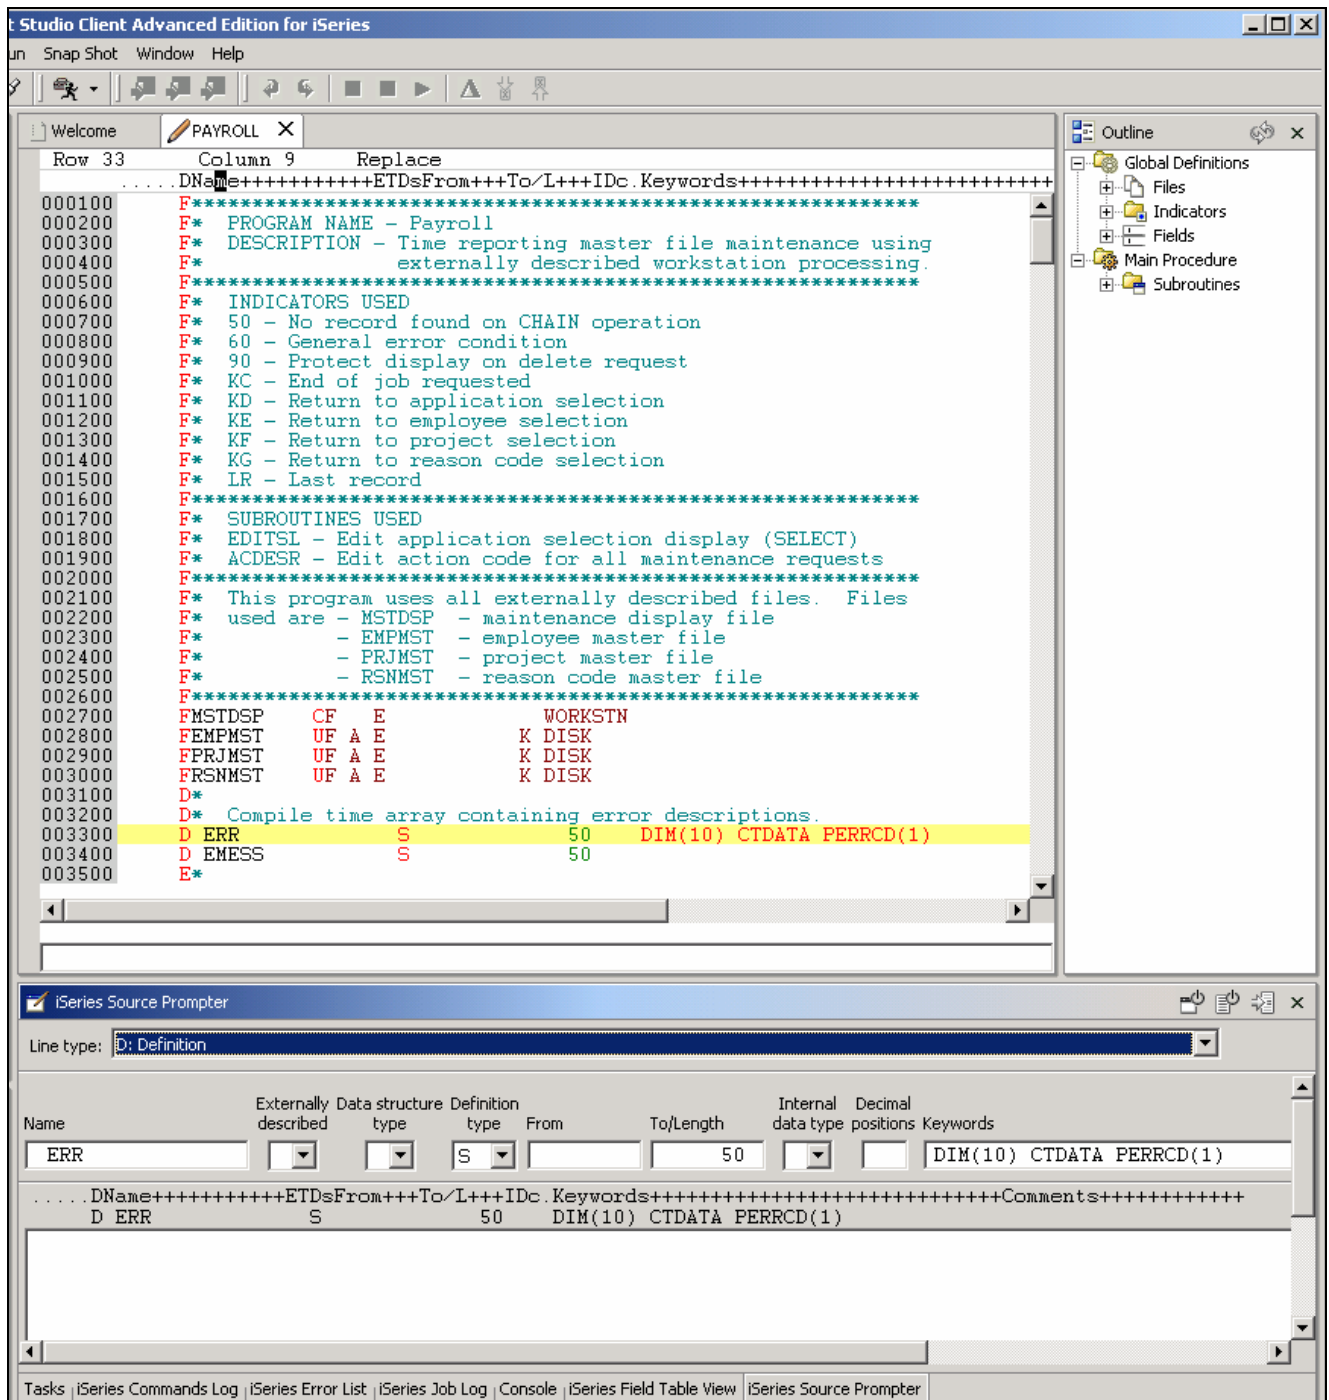 t Studio Client Advanced Edition for iSeries
un Snap Shot Window Help
Welcome PAYROLL
Row 33 Column 9 Replace
.....DName+++++++++++ETDsFrom+++To/L+++IDc.Keywords++++++++++++++++++++++++++
000100 F************************************************************
000200 F* PROGRAM NAME - Payroll
000300 F* DESCRIPTION - Time reporting master file maintenance using
000400 F* externally described workstation processing.
000500 F************************************************************
000600 F* INDICATORS USED
000700 F* 50 - No record found on CHAIN operation
000800 F* 60 - General error condition
000900 F* 90 - Protect display on delete request
001000 F* KC - End of job requested
001100 F* KD - Return to application selection
001200 F* KE - Return to employee selection
001300 F* KF - Return to project selection
001400 F* KG - Return to reason code selection
001500 F* LR - Last record
001600 F************************************************************
001700 F* SUBROUTINES USED
001800 F* EDITSL - Edit application selection display (SELECT)
001900 F* ACDESR - Edit action code for all maintenance requests
002000 F************************************************************
002100 F* This program uses all externally described files. Files
002200 F* used are - MSTDSP - maintenance display file
002300 F* - EMPMST - employee master file
002400 F* - PRJMST - project master file
002500 F* - RSNMST - reason code master file
002600 F************************************************************
002700 FMSTDSP CF E WORKSTN
002800 FEMPMST UF A E K DISK
002900 FPRJMST UF A E K DISK
003000 FRSNMST UF A E K DISK
003100 D*
003200 D* Compile time array containing error descriptions.
003300 D ERR S 50 DIM(10) CTDATA PERRCD(1)
003400 D EMESS S 50
003500 E*
Outline
Global Definitions
Files
Indicators
Fields
Main Procedure
Subroutines
iSeries Source Prompter
Line type: D: Definition
Name Externally described Data structure type Definition type From To/Length Internal data type Decimal positions Keywords
ERR S 50 DIM(10) CTDATA PERRCD(1)
.....DName+++++++++++ETDsFrom+++To/L+++IDc.Keywords+++++++++++++++++++++++++++++Comments++++++++++++
D ERR S 50 DIM(10) CTDATA PERRCD(1)
Tasks iSeries Commands Log iSeries Error List iSeries Job Log Console iSeries Field Table View iSeries Source Prompter